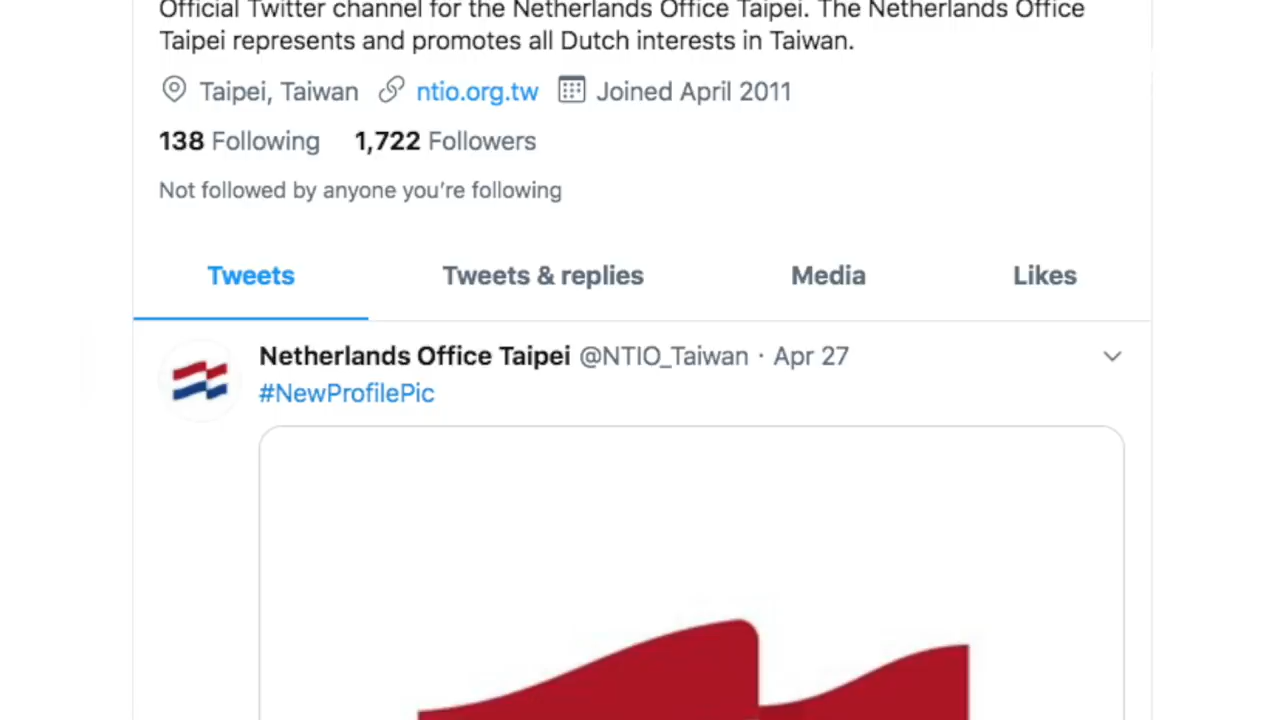 Official Twitter channel for the Netherlands Office Taipei. The Netherlands Office
Taipei represents and promotes all Dutch interests in Taiwan.
Taipei, Taiwan ntio.org.tw Joined April 2011
138 Following 1,722 Followers
Not followed by anyone you’re following
Tweets Tweets & replies Media Likes
Netherlands Office Taipei @NTIO_Taiwan · Apr 27
#NewProfilePic